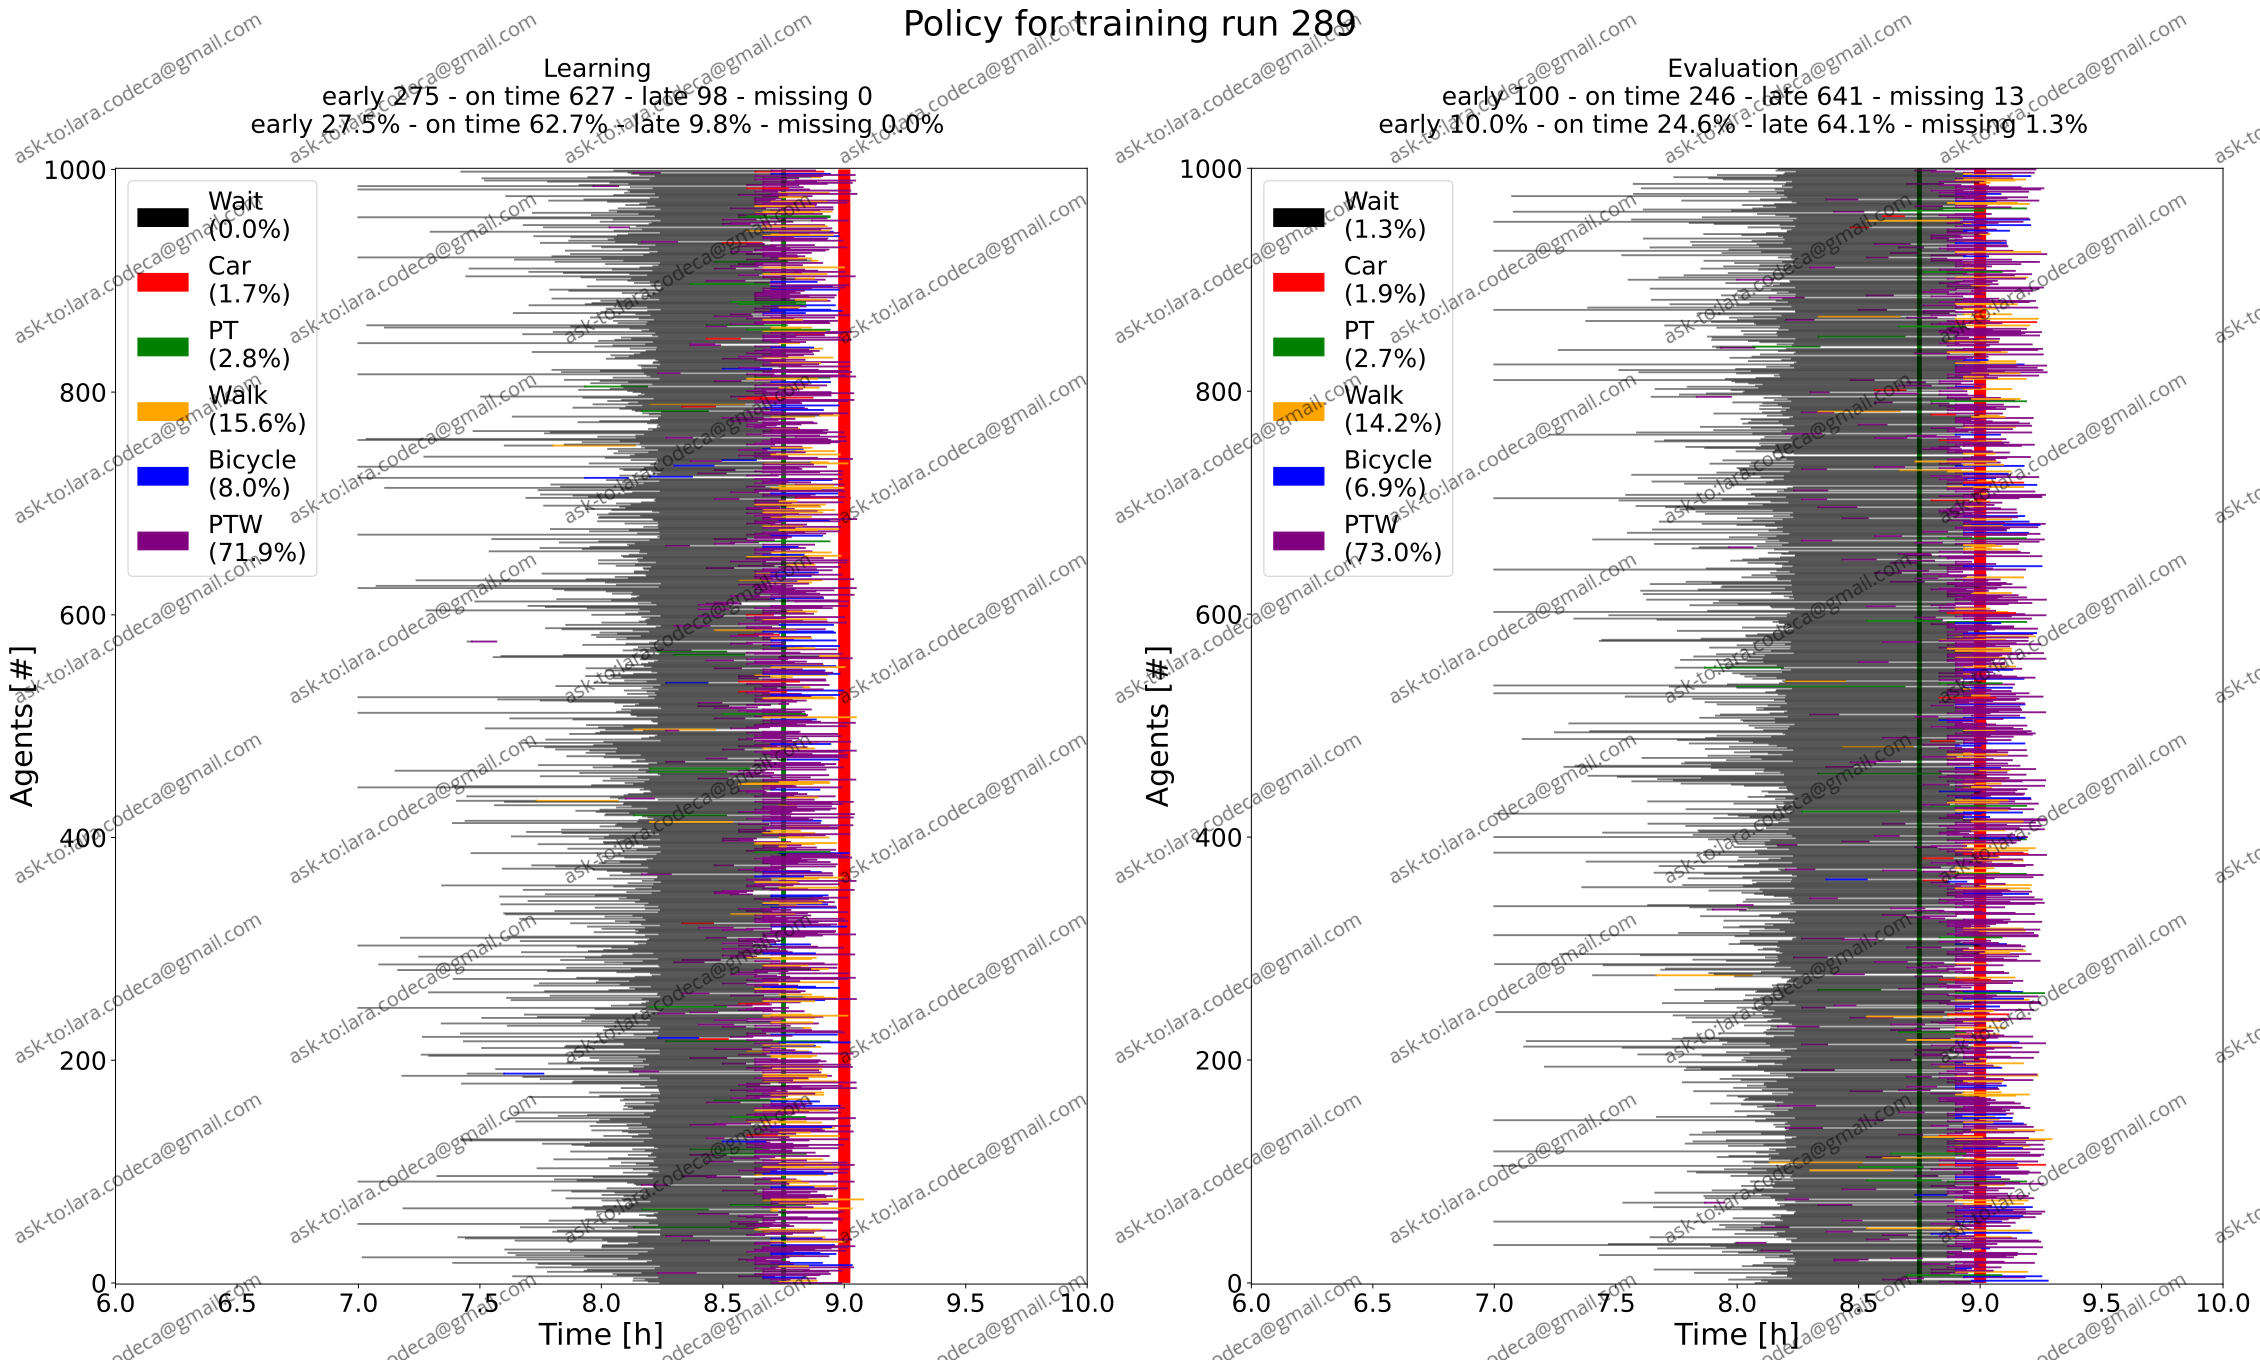 Policy for training run 289
Learning
early 275 - on time 627 - late 98 - missing 0
early 27.5% - on time 62.7% - late 9.8% - missing 0.0%
Evaluation
early 100 - on time 246 - late 641 - missing 13
early 10.0% - on time 24.6% - late 64.1% - missing 1.3%
Agents [#]
1000
800
600
400
200
0
Wait
(0.0%)
Car
(1.7%)
PT
(2.8%)
Walk
(15.6%)
Bicycle
(8.0%)
PTW
(71.9%)
6.0 6.5 7.0 7.5 8.0 8.5 9.0 9.5 10.0
Time [h]
Agents [#]
1000
800
600
400
200
0
Wait
(1.3%)
Car
(1.9%)
PT
(2.7%)
Walk
(14.2%)
Bicycle
(6.9%)
PTW
(73.0%)
6.0 6.5 7.0 7.5 8.0 8.5 9.0 9.5 10.0
Time [h]
ask-to:lara.codeca@gmail.com